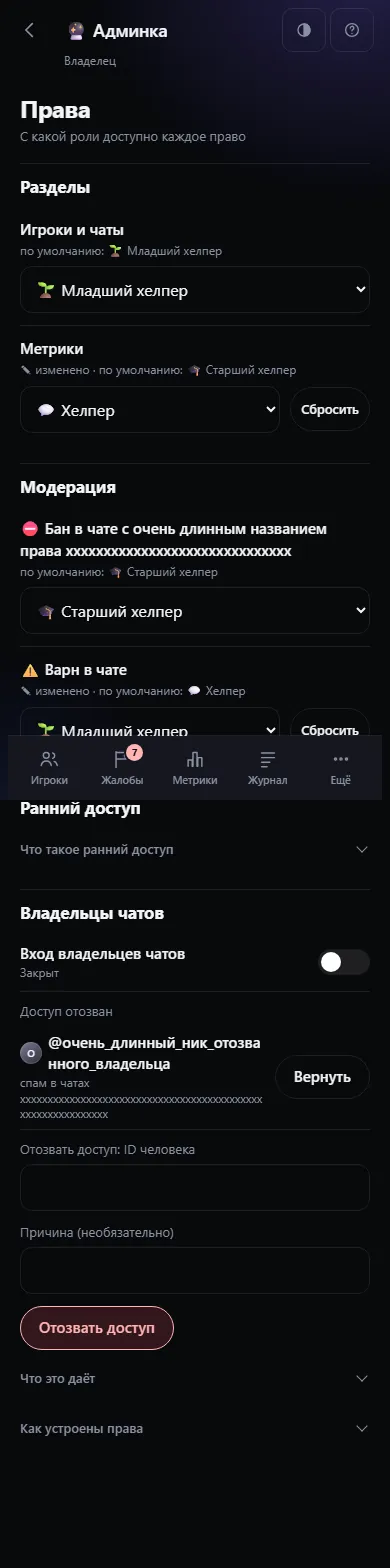 Админка
Владелец
Права
С какой роли доступно каждое право
Разделы
Игроки и чаты
по умолчанию: 🌱 Младший хелпер
🌱 Младший хелпер
Метрики
✎ изменено · по умолчанию: 🎓 Старший хелпер
💬 Хелпер
Сбросить
Модерация
⛔ Бан в чате с очень длинным названием
права xxxxxxxxxxxxxxxxxxxxxxxxxxxxxx
по умолчанию: 🎓 Старший хелпер
🎓 Старший хелпер
⚠️ Варн в чате
✎ изменено · по умолчанию: 💬 Хелпер
🌱 Младший хелпер
Сбросить
7
Игроки
Жалобы
Метрики
Журнал
Ещё
Ранний доступ
Что такое ранний доступ
Владельцы чатов
Вход владельцев чатов
Закрыт
Доступ отозван
О
@очень_длинный_ник_отозва
нного_владельца
спам в чатах
xxxxxxxxxxxxxxxxxxxxxxxxxxxxxxxxxxxxxxxxxxxx
xxxxxxxxxxxxxxxx
Вернуть
Отозвать доступ: ID человека
Причина (необязательно)
Отозвать доступ
Что это даёт
Как устроены права